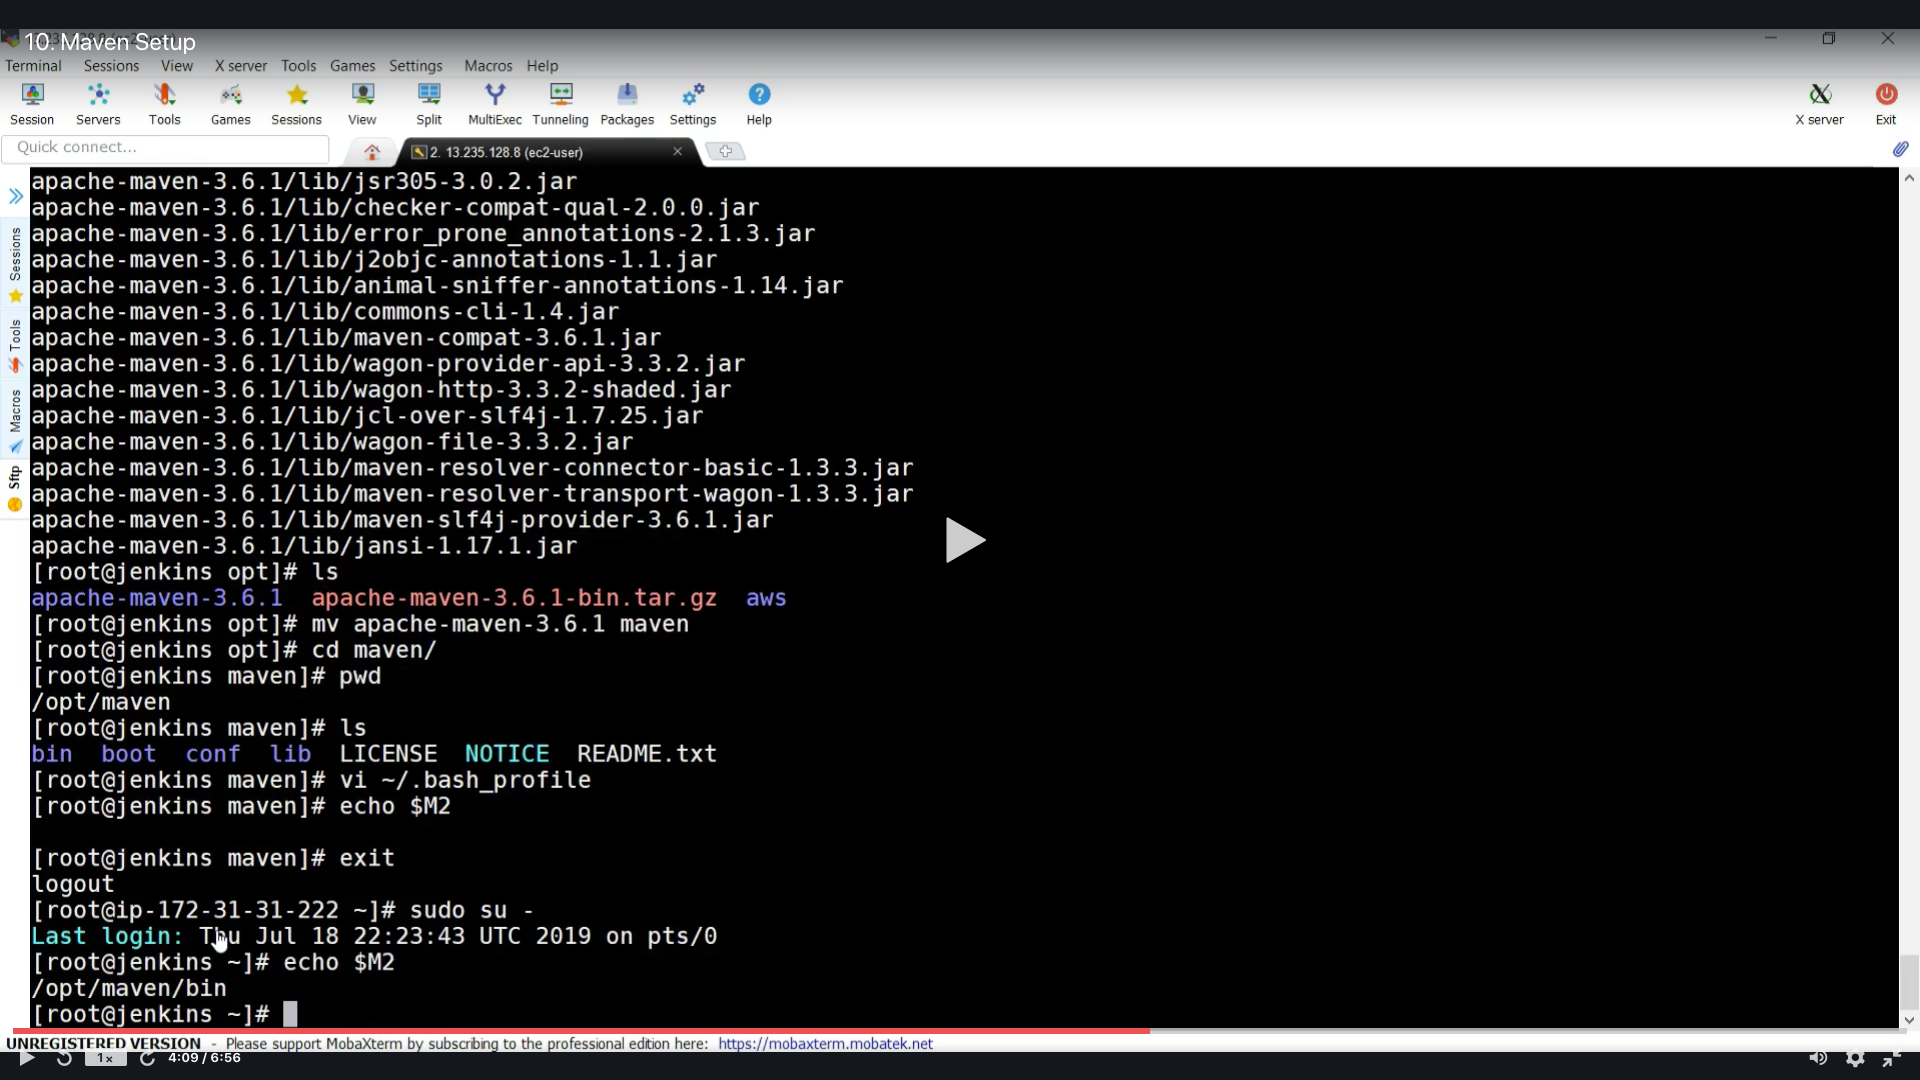 10. Maven Setup
Terminal Sessions View X server Tools Games Settings Macros Help
Session Servers Tools Games Sessions View Split MultiExec Tunneling Packages Settings Help X server Exit
Quick connect...
2. 13.235.128.8 (ec2-user)
Sessions
Tools
Macros
Sftp
apache-maven-3.6.1/lib/jsr305-3.0.2.jar
apache-maven-3.6.1/lib/checker-compat-qual-2.0.0.jar
apache-maven-3.6.1/lib/error_prone_annotations-2.1.3.jar
apache-maven-3.6.1/lib/j2objc-annotations-1.1.jar
apache-maven-3.6.1/lib/animal-sniffer-annotations-1.14.jar
apache-maven-3.6.1/lib/commons-cli-1.4.jar
apache-maven-3.6.1/lib/maven-compat-3.6.1.jar
apache-maven-3.6.1/lib/wagon-provider-api-3.3.2.jar
apache-maven-3.6.1/lib/wagon-http-3.3.2-shaded.jar
apache-maven-3.6.1/lib/jcl-over-slf4j-1.7.25.jar
apache-maven-3.6.1/lib/wagon-file-3.3.2.jar
apache-maven-3.6.1/lib/maven-resolver-connector-basic-1.3.3.jar
apache-maven-3.6.1/lib/maven-resolver-transport-wagon-1.3.3.jar
apache-maven-3.6.1/lib/maven-slf4j-provider-3.6.1.jar
apache-maven-3.6.1/lib/jansi-1.17.1.jar
[root@jenkins opt]# ls
apache-maven-3.6.1 apache-maven-3.6.1-bin.tar.gz aws
[root@jenkins opt]# mv apache-maven-3.6.1 maven
[root@jenkins opt]# cd maven/
[root@jenkins maven]# pwd
/opt/maven
[root@jenkins maven]# ls
bin boot conf lib LICENSE NOTICE README.txt
[root@jenkins maven]# vi ~/.bash_profile
[root@jenkins maven]# echo $M2
[root@jenkins maven]# exit
logout
[root@ip-172-31-31-222 ~]# sudo su -
Last login: Thu Jul 18 22:23:43 UTC 2019 on pts/0
[root@jenkins ~]# echo $M2
/opt/maven/bin
[root@jenkins ~]#
UNREGISTERED VERSION - Please support MobaXterm by subscribing to the professional edition here: https://mobaxterm.mobatek.net
1x 4:09 / 6:56